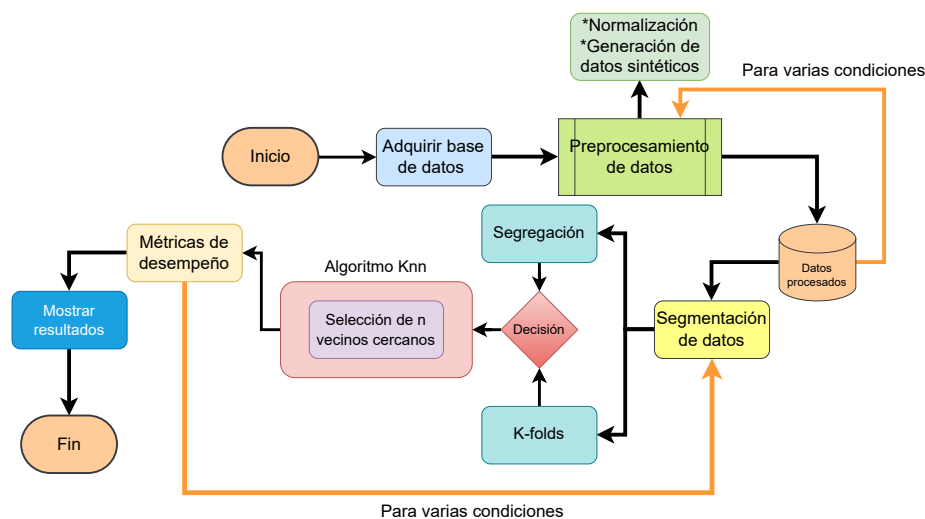 *Normalización
*Generación de
datos sintéticos
Para varias condiciones
Inicio
Adquirir base
de datos
Preprocesamiento
de datos
Datos
procesados
Segmentación
de datos
Segregación
Decisión
K-folds
Algoritmo Knn
Selección de n
vecinos cercanos
Métricas de
desempeño
Mostrar
resultados
Fin
Para varias condiciones